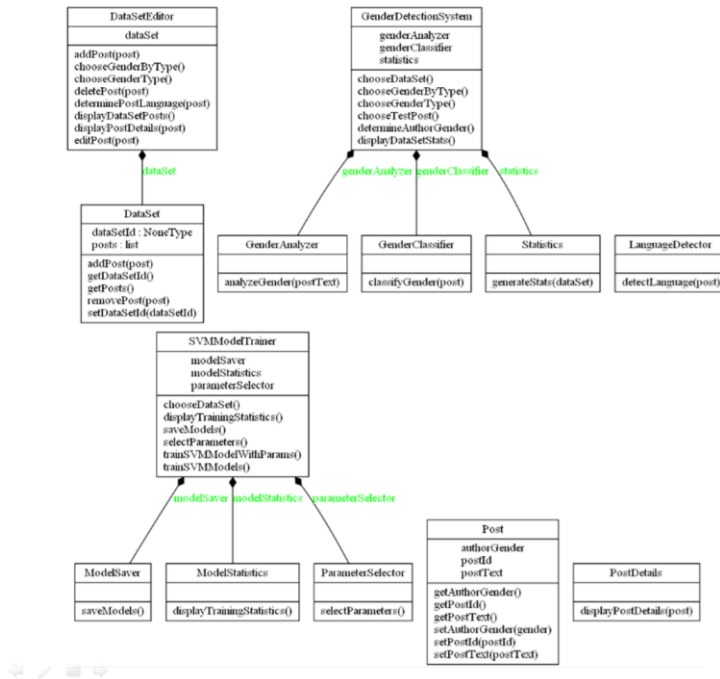 DataSetEditor
dataSet
addPost(post)
chooseGenderByType()
chooseGenderType()
deletePost(post)
determinePostLanguage(post)
displayDataSetPosts()
displayPostDetails(post)
editPost(post)
GenderDetectionSystem
genderAnalyzer
genderClassifier
statistics
chooseDataSet()
chooseGenderByType()
chooseGenderType()
chooseTestPost()
determineAuthorGender()
displayDataSetStats()
dataSet
genderAnalyzer genderClassifier statistics
DataSet
dataSetId : NoneType
posts : list
addPost(post)
getDataSetId()
getPosts()
removePost(post)
setDataSetId(dataSetId)
GenderAnalyzer
analyzeGender(postText)
GenderClassifier
classifyGender(post)
Statistics
generateStats(dataSet)
LanguageDetector
detectLanguage(post)
SVMModelTrainer
modelSaver
modelStatistics
parameterSelector
chooseDataSet()
displayTrainingStatistics()
saveModels()
selectParameters()
trainSVMModelWithParams()
trainSVMModels()
modelSaver modelStatistics parameterSelector
ModelSaver
saveModels()
ModelStatistics
displayTrainingStatistics()
ParameterSelector
selectParameters()
Post
authorGender
postId
postText
getAuthorGender()
getPostId()
getPostText()
setAuthorGender(gender)
setPostId(postId)
setPostText(postText)
PostDetails
displayPostDetails(post)